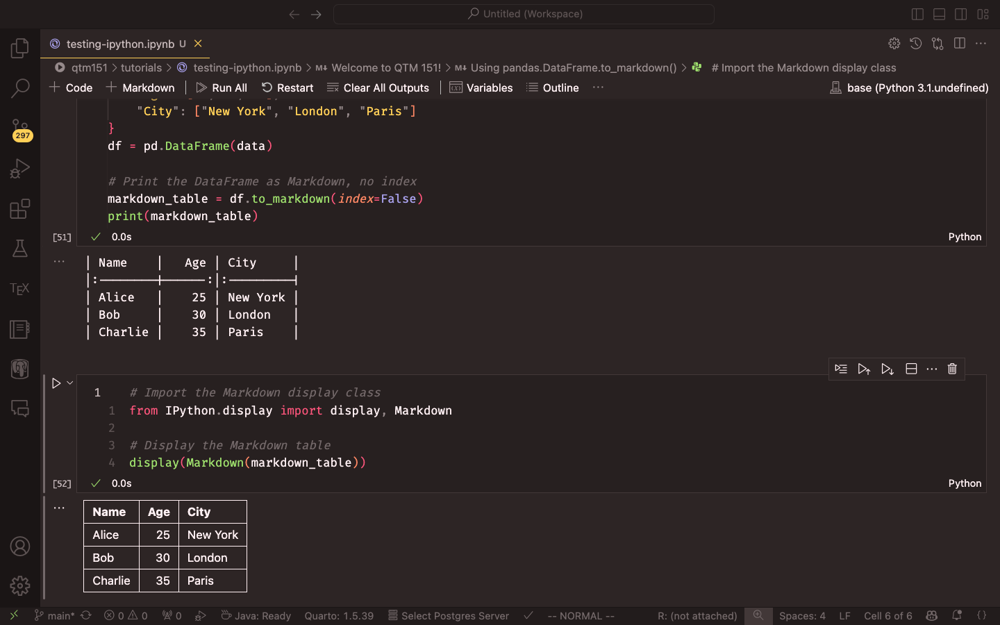 Untitled (Workspace)
testing-ipython.ipynb U
qtm151 > tutorials > testing-ipython.ipynb > M↓ Welcome to QTM 151! > M↓ Using pandas.DataFrame.to_markdown() > # Import the Markdown display class
+ Code + Markdown Run All Restart Clear All Outputs Variables Outline ... base (Python 3.1.undefined)
"City": ["New York", "London", "Paris"]
}
df = pd.DataFrame(data)
# Print the DataFrame as Markdown, no index
markdown_table = df.to_markdown(index=False)
print(markdown_table)
[51] 0.0s Python
| Name    |   Age | City     |
|:--------|------:|:---------|
| Alice   |    25 | New York |
| Bob     |    30 | London   |
| Charlie |    35 | Paris    |
1 # Import the Markdown display class
1 from IPython.display import display, Markdown
2
3 # Display the Markdown table
4 display(Markdown(markdown_table))
[52] 0.0s Python
Name Age City
Alice 25 New York
Bob 30 London
Charlie 35 Paris
297
TEX
main* 0 0 0 Java: Ready Quarto: 1.5.39 Select Postgres Server -- NORMAL -- R: (not attached) Spaces: 4 LF Cell 6 of 6 {}